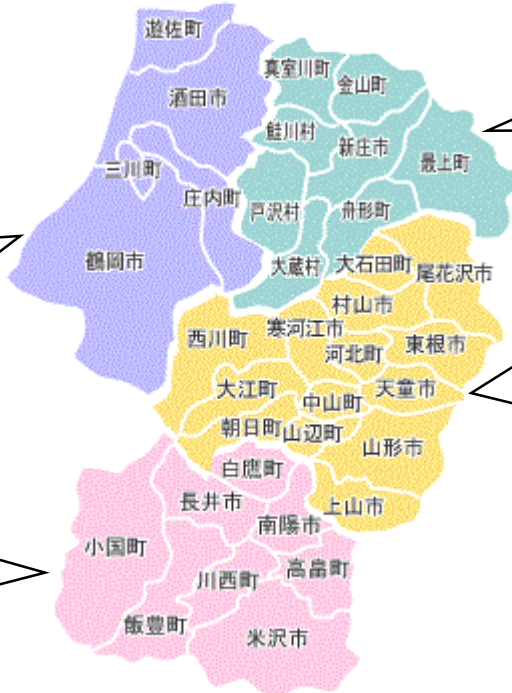 遊佐町
酒田市
三川町
庄内町
鶴岡市
真室川町
金山町
鮭川村
新庄市
最上町
戸沢村
舟形町
大蔵村
大石田町
尾花沢市
村山市
西川町
寒河江市
河北町
東根市
大江町
中山町
天童市
朝日町
山辺町
山形市
上山市
白鷹町
長井市
南陽市
小国町
川西町
高畠町
飯豊町
米沢市